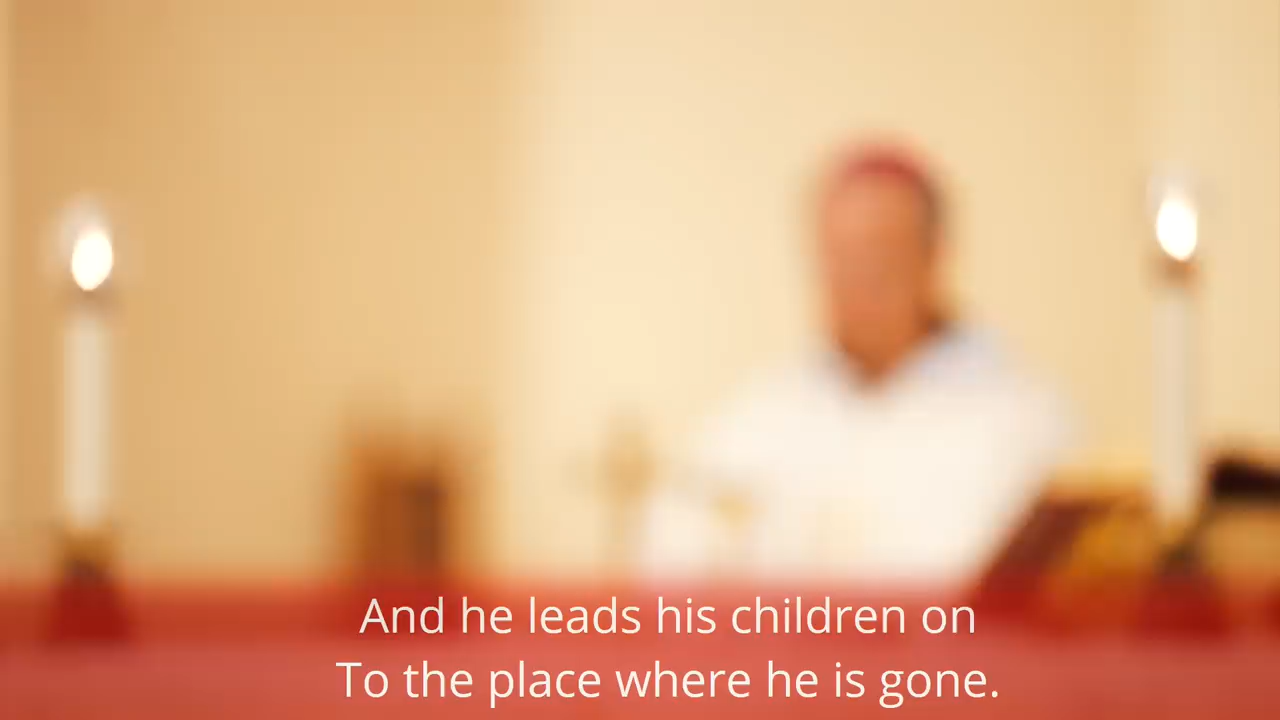 And he leads his children on
To the place where he is gone.